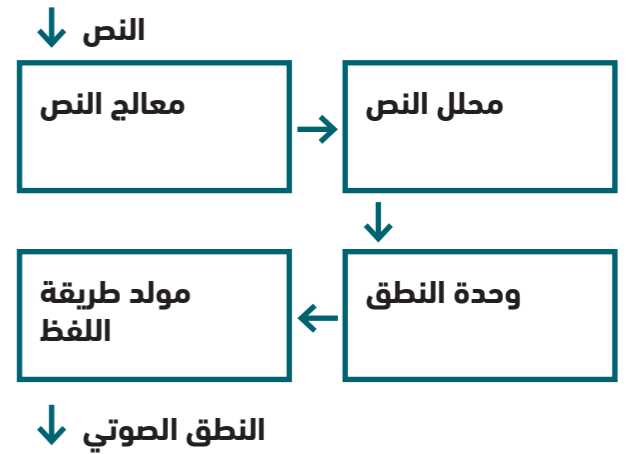 النص
معالج النص
محلل النص
وحدة النطق
مولد طريقة
اللفظ
النطق الصوتي